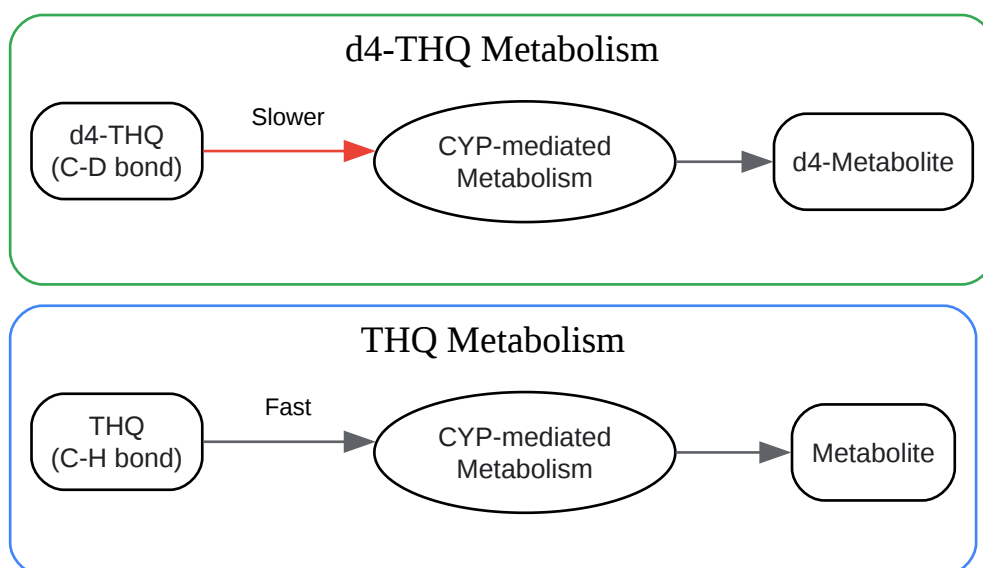 d4-THQ Metabolism
Slower
d4-THQ
(C-D bond)
CYP-mediated
Metabolism
d4-Metabolite
THQ Metabolism
Fast
THQ
(C-H bond)
CYP-mediated
Metabolism
Metabolite